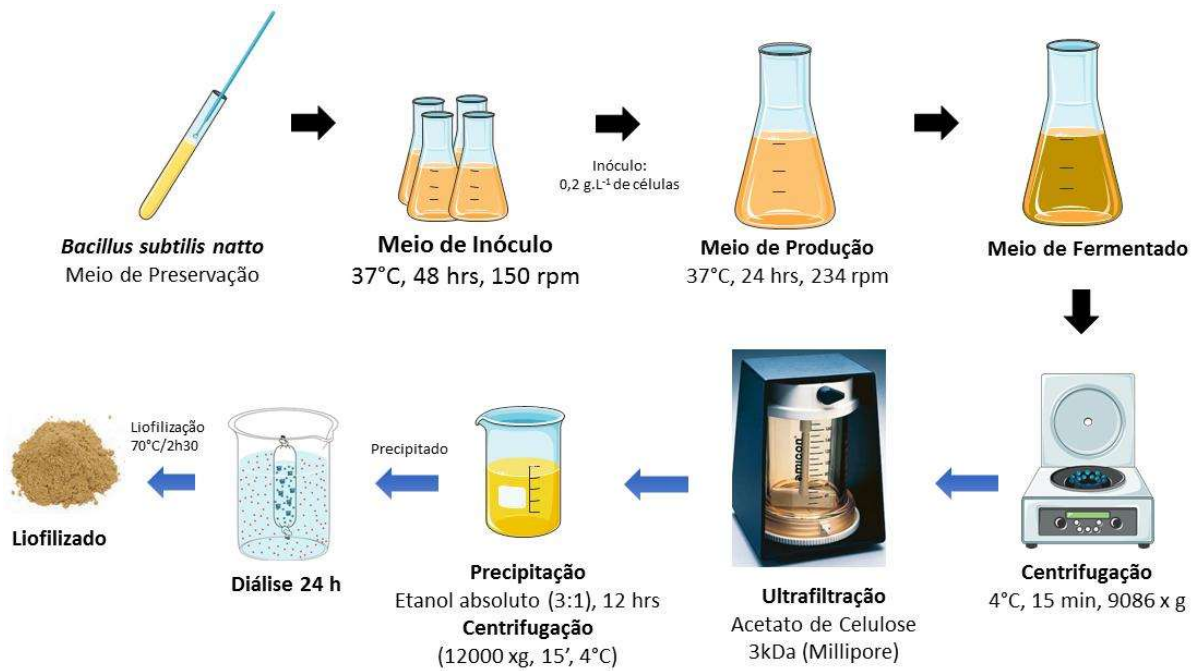 Bacillus subtilis natto
Meio de Preservação
Meio de Inóculo
37°C, 48 hrs, 150 rpm
Inóculo:
0,2 g.L⁻¹ de células
Meio de Produção
37°C, 24 hrs, 234 rpm
Meio de Fermentado
Centrifugação
4°C, 15 min, 9086 x g
amicon
Ultrafiltração
Acetato de Celulose
3kDa (Millipore)
Precipitação
Etanol absoluto (3:1), 12 hrs
Centrifugação
(12000 xg, 15’, 4°C)
Precipitado
Diálise 24 h
Liofilização
70°C/2h30
Liofilizado